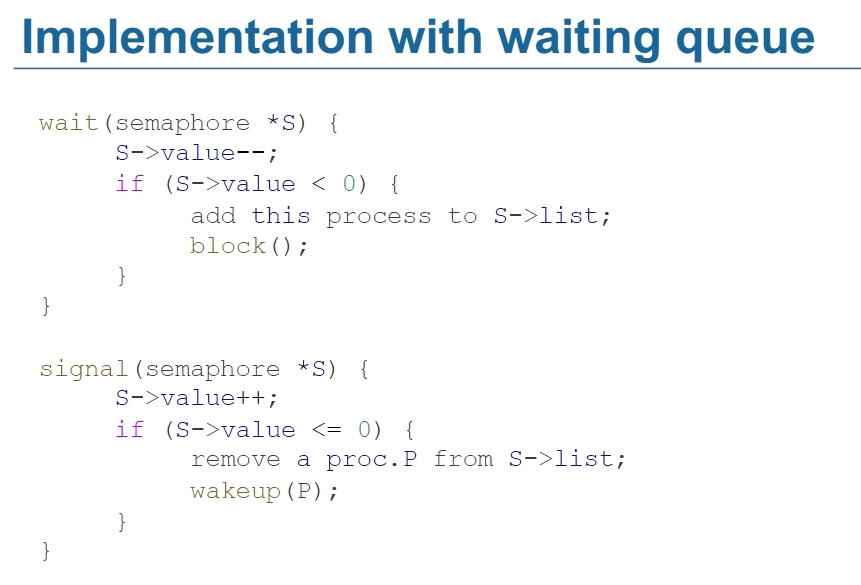 Implementation with waiting queue
wait(semaphore *S) {
S->value--;
if (S->value < 0) {
add this process to S->list;
block();
}
}
signal(semaphore *S) {
S->value++;
if (S->value <= 0) {
remove a proc.P from S->list;
wakeup(P);
}
}